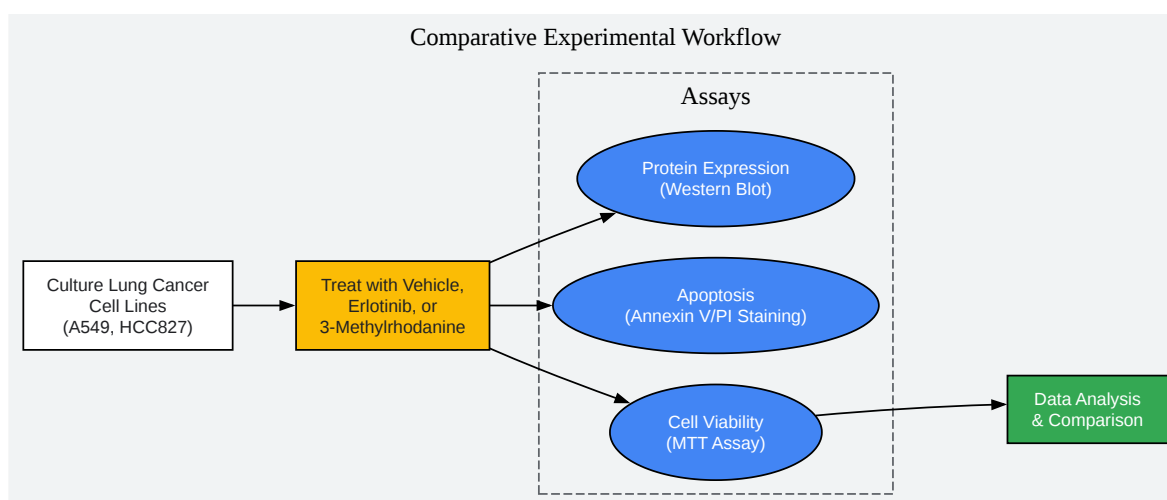 Comparative Experimental Workflow
Assays
Protein Expression
(Western Blot)
Culture Lung Cancer
Cell Lines
(A549, HCC827)
Treat with Vehicle,
Erlotinib, or
3-Methylrhodanine
Apoptosis
(Annexin V/PI Staining)
Cell Viability
(MTT Assay)
Data Analysis
& Comparison